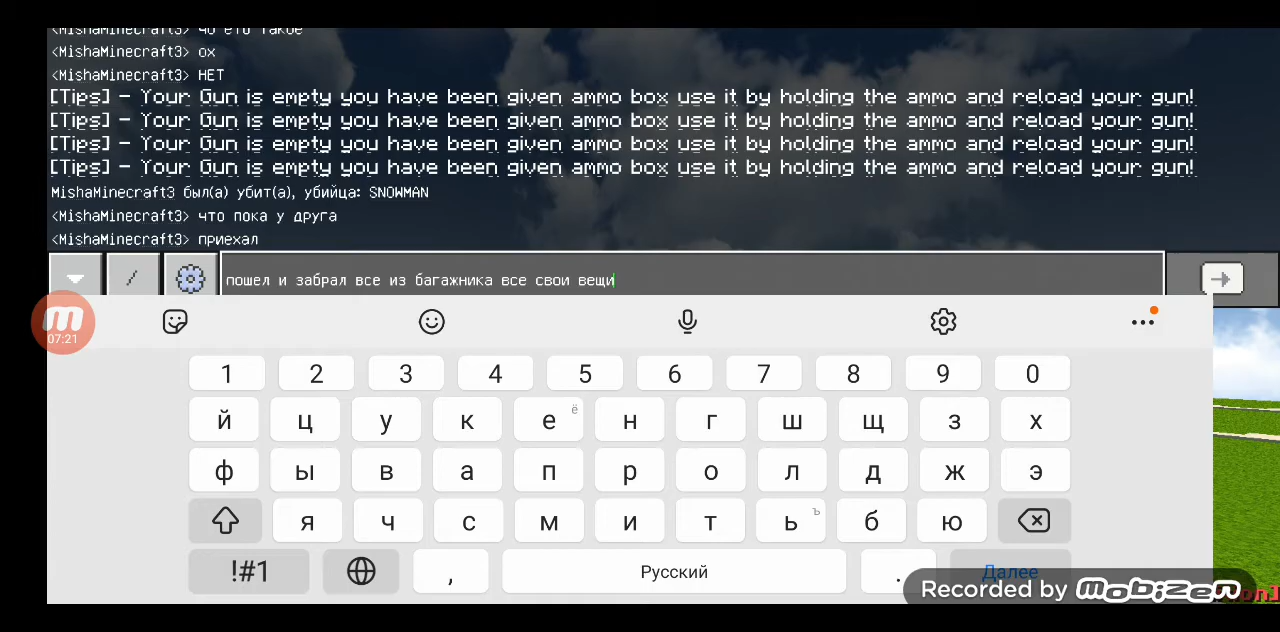 <MishaMinecraft3> чо ето такое
<MishaMinecraft3> ох
<MishaMinecraft3> НЕТ
[Tips] - Your Gun is empty you have been given ammo box use it by holding the ammo and reload your gun!
[Tips] - Your Gun is empty you have been given ammo box use it by holding the ammo and reload your gun!
[Tips] - Your Gun is empty you have been given ammo box use it by holding the ammo and reload your gun!
[Tips] - Your Gun is empty you have been given ammo box use it by holding the ammo and reload your gun!
MishaMinecraft3 был(а) убит(а), убийца: SNOWMAN
<MishaMinecraft3> что пока у друга
<MishaMinecraft3> приехал
/ пошел и забрал все из багажника все свои вещи
07:21
1 2 3 4 5 6 7 8 9 0
й ц у к е ё н г ш щ з х
ф ы в а п р о л д ж э
я ч с м и т ь ъ б ю
!#1 , Русский . Далее
Recorded by mobizen